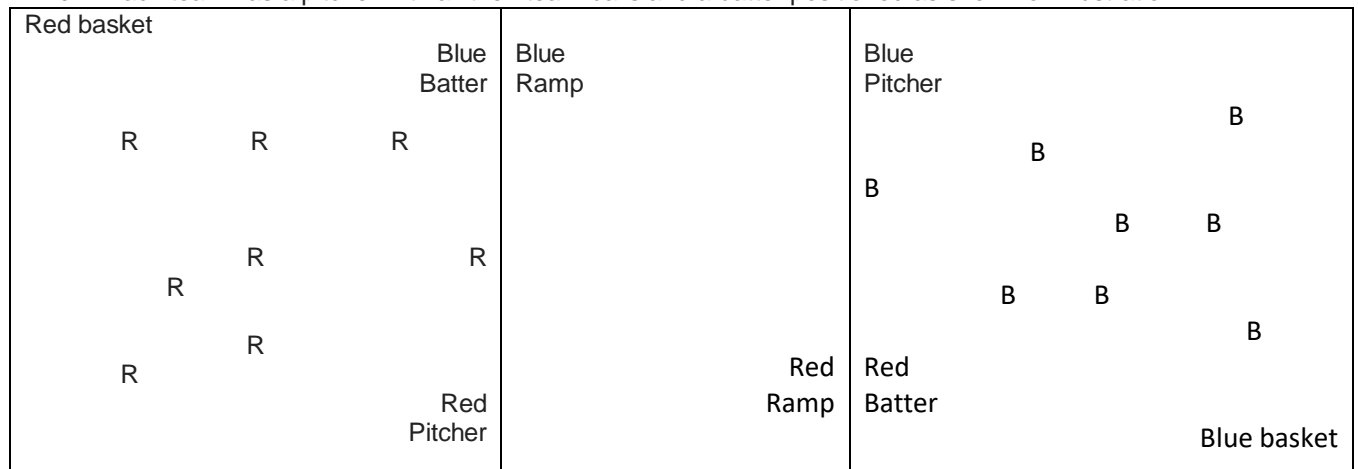 Red basket
Blue Blue Blue
Batter Ramp Pitcher
B
R R R
B
B
B B
R R
R
B B
B
R
Red Red
R
Ramp Batter
Red
Pitcher
Blue basket